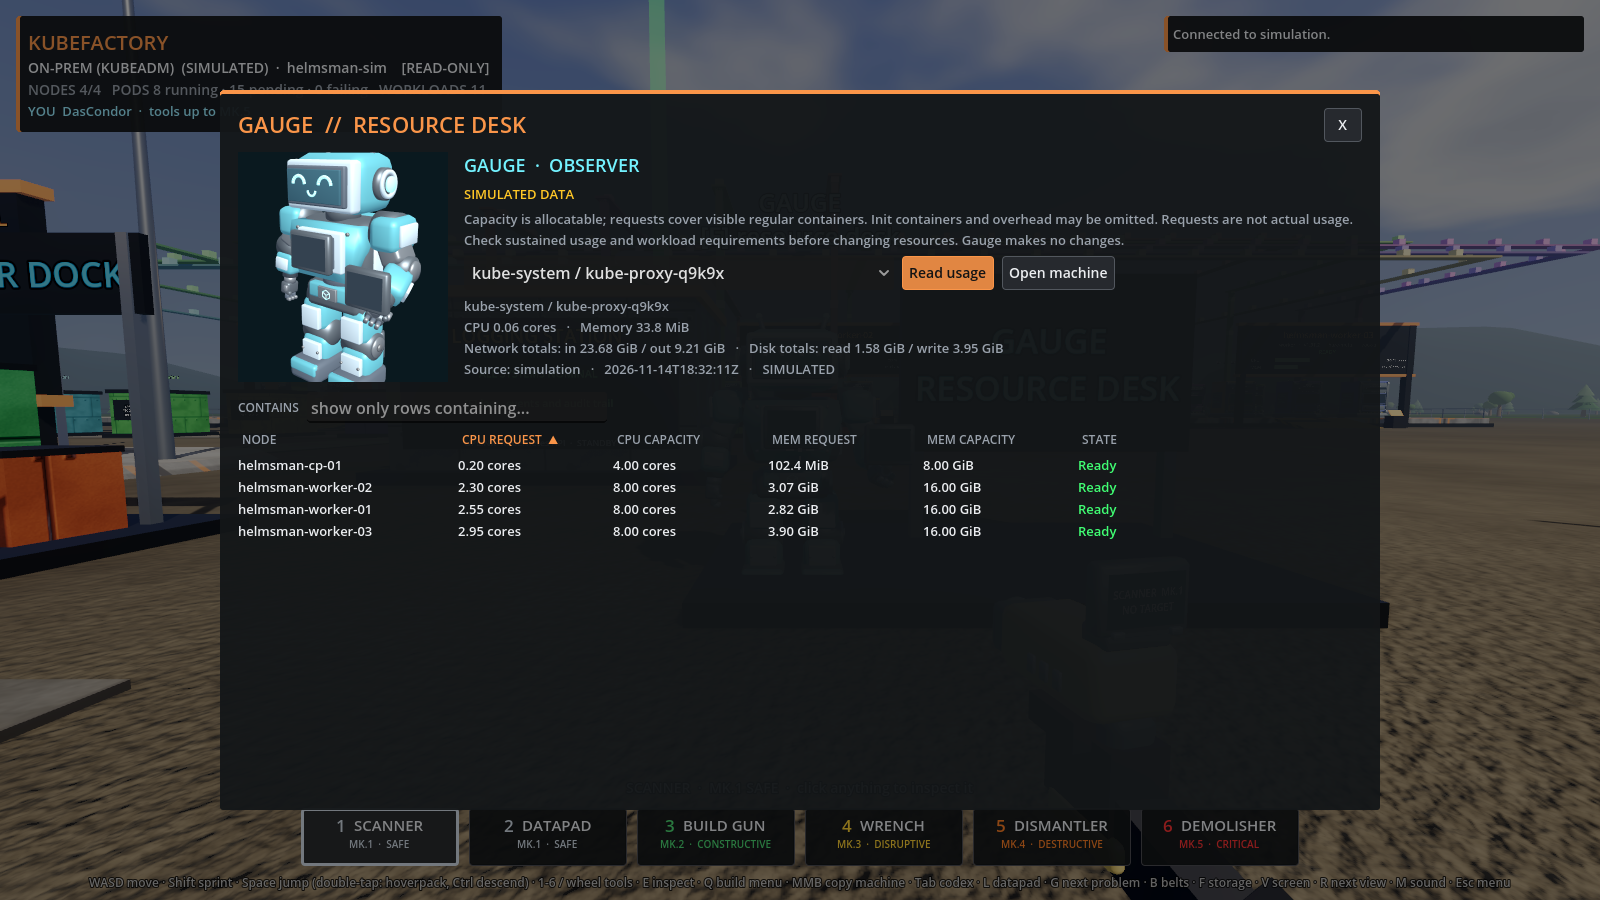 KUBEFACTORY
ON-PREM (KUBEADM) (SIMULATED) · helmsman-sim [READ-ONLY]
NODES 4/4 PODS 8 running · 15 pending · 0 failing WORKLOADS 11
YOU DasCondor · tools up to
Connected to simulation.
GAUGE // RESOURCE DESK
X
GAUGE · OBSERVER
SIMULATED DATA
Capacity is allocatable; requests cover visible regular containers. Init containers and overhead may be omitted. Requests are not actual usage.
Check sustained usage and workload requirements before changing resources. Gauge makes no changes.
kube-system / kube-proxy-q9k9x
Read usage
Open machine
kube-system / kube-proxy-q9k9x
CPU 0.06 cores · Memory 33.8 MiB
Network totals: in 23.68 GiB / out 9.21 GiB · Disk totals: read 1.58 GiB / write 3.95 GiB
Source: simulation · 2026-11-14T18:32:11Z · SIMULATED
CONTAINS show only rows containing...
NODE CPU REQUEST ▲ CPU CAPACITY MEM REQUEST MEM CAPACITY STATE
helmsman-cp-01 0.20 cores 4.00 cores 102.4 MiB 8.00 GiB Ready
helmsman-worker-02 2.30 cores 8.00 cores 3.07 GiB 16.00 GiB Ready
helmsman-worker-01 2.55 cores 8.00 cores 2.82 GiB 16.00 GiB Ready
helmsman-worker-03 2.95 cores 8.00 cores 3.90 GiB 16.00 GiB Ready
R DOCK
GAUGE
GAUGE
RESOURCE DESK
1 SCANNER
MK.1 · SAFE
2 DATAPAD
MK.1 · SAFE
3 BUILD GUN
MK.2 · CONSTRUCTIVE
4 WRENCH
MK.3 · DISRUPTIVE
5 DISMANTLER
MK.4 · DESTRUCTIVE
6 DEMOLISHER
MK.5 · CRITICAL
WASD move · Shift sprint · Space jump (double-tap: hoverpack, Ctrl descend) · 1-6 / wheel tools · E inspect · Q build menu · MMB copy machine · Tab codex · L datapad · G next problem · B belts · F storage · V screen · R next view · M sound · Esc menu